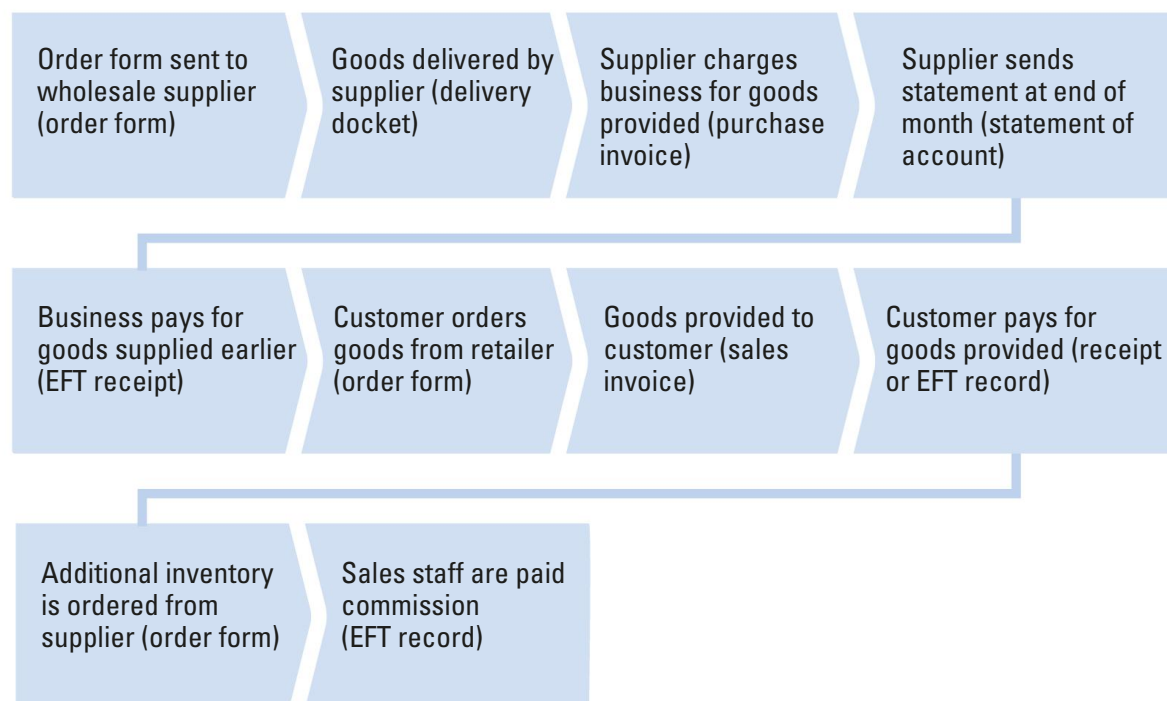 Order form sent to
wholesale supplier
(order form)
Goods delivered by
supplier (delivery
docket)
Supplier charges
business for goods
provided (purchase
invoice)
Supplier sends
statement at end of
month (statement of
account)
Business pays for
goods supplied earlier
(EFT receipt)
Customer orders
goods from retailer
(order form)
Goods provided to
customer (sales
invoice)
Customer pays for
goods provided (receipt
or EFT record)
Additional inventory
is ordered from
supplier (order form)
Sales staff are paid
commission
(EFT record)